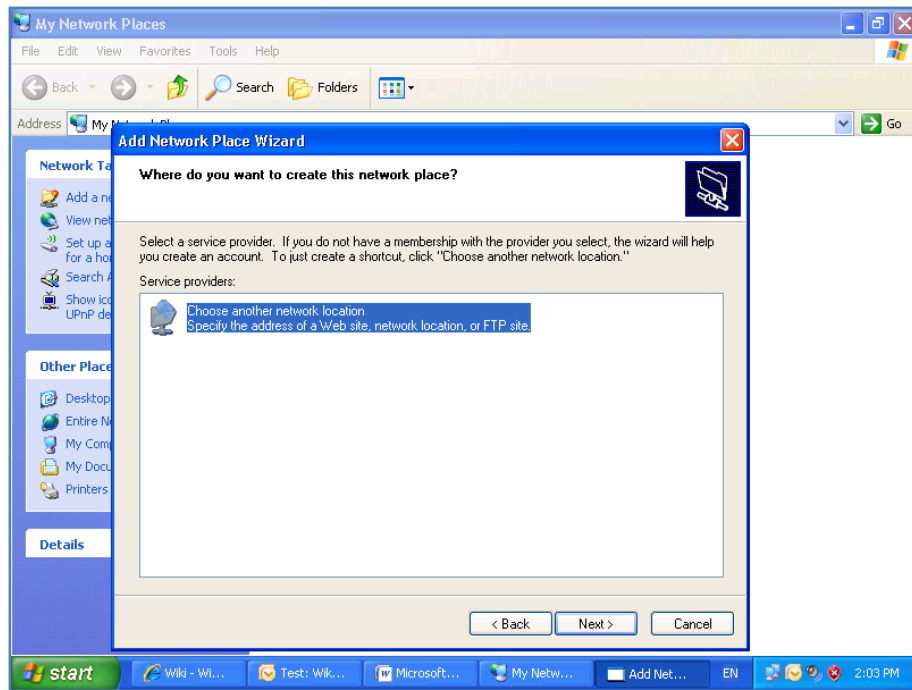 My Network Places
File Edit View Favorites Tools Help
Back Search Folders
Address My Go
Add Network Place Wizard
Where do you want to create this network place?
Select a service provider. If you do not have a membership with the provider you select, the wizard will help
you create an account. To just create a shortcut, click "Choose another network location."
Service providers:
Choose another network location
Specify the address of a Web site, network location, or FTP site.
< Back Next > Cancel
Network Ta
Add a ne
View net
Set up a
for a ho
Search A
Show ico
UPnP de
Other Place
Desktop
Entire N
My Com
My Docu
Printers
Details
start Wiki - Wi... Test: Wik... Microsoft... My Netw... Add Net... EN 2:03 PM